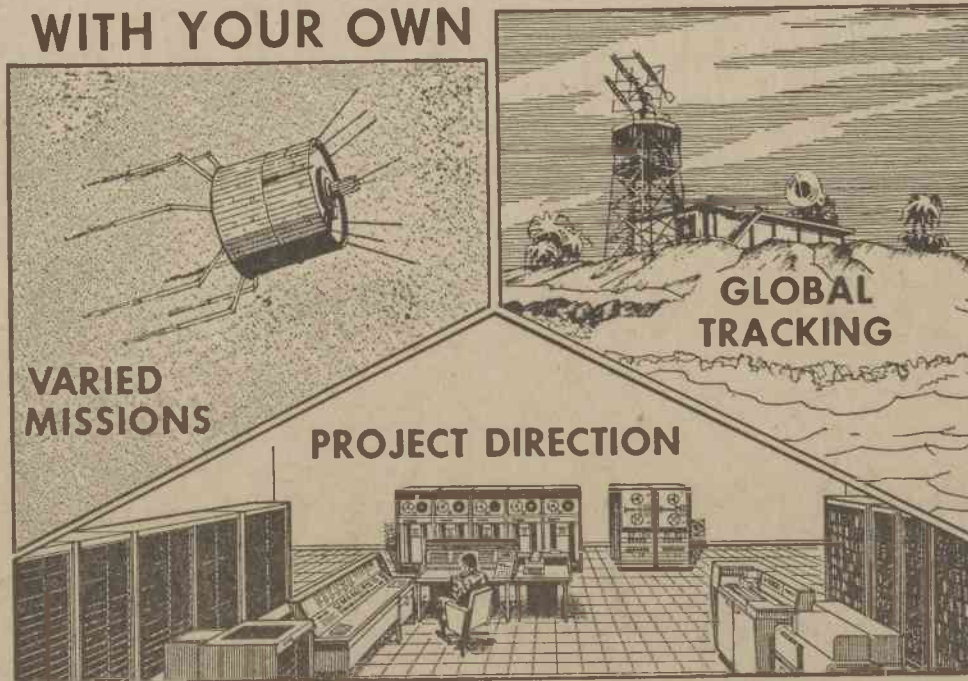 WITH YOUR OWN
VARIED
MISSIONS
GLOBAL
TRACKING
PROJECT DIRECTION